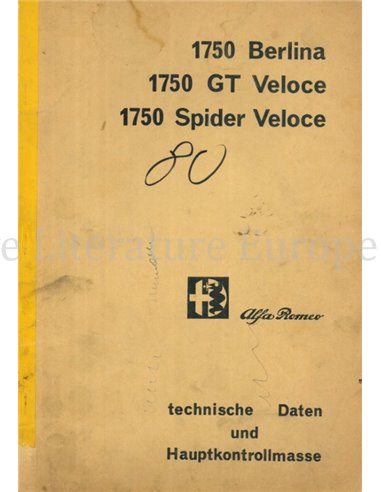 1750 Berlina
1750 GT Veloce
1750 Spider Veloce
80
e Literature Europe
Alfa Romeo
technische Daten
und
Hauptkontrollmasse